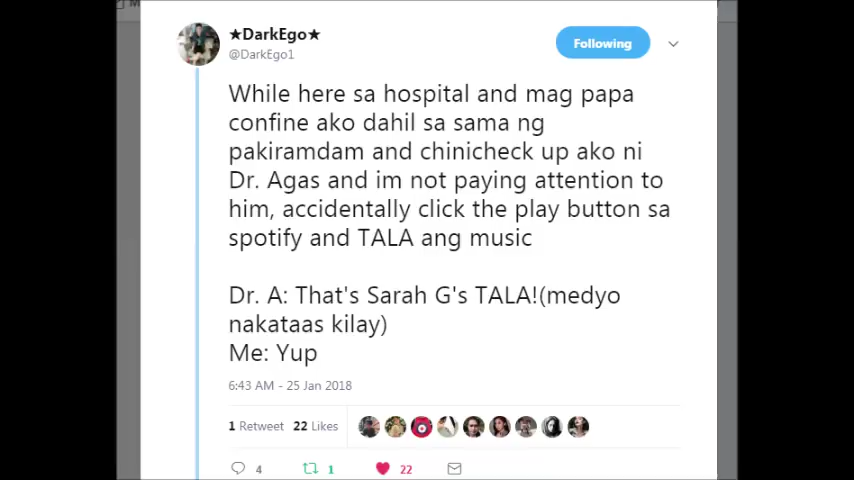 ★DarkEgo★
@DarkEgo1
Following
While here sa hospital and mag papa
confine ako dahil sa sama ng
pakiramdam and chinicheck up ako ni
Dr. Agas and im not paying attention to
him, accidentally click the play button sa
spotify and TALA ang music
Dr. A: That's Sarah G's TALA!(medyo
nakataas kilay)
Me: Yup
6:43 AM - 25 Jan 2018
1 Retweet 22 Likes
4 1 22